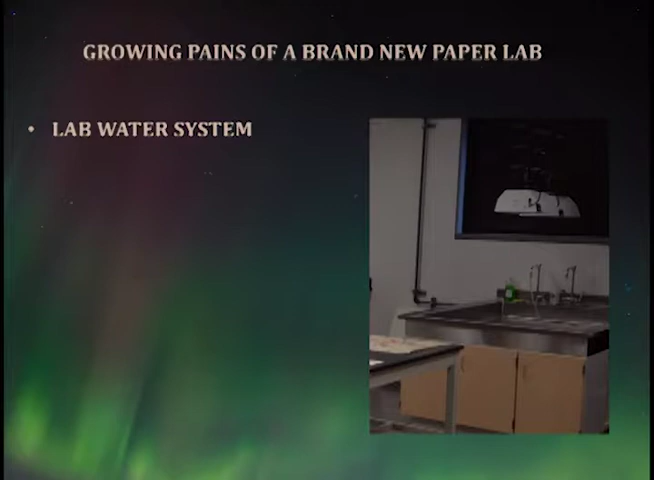 GROWING PAINS OF A BRAND NEW PAPER LAB
• LAB WATER SYSTEM